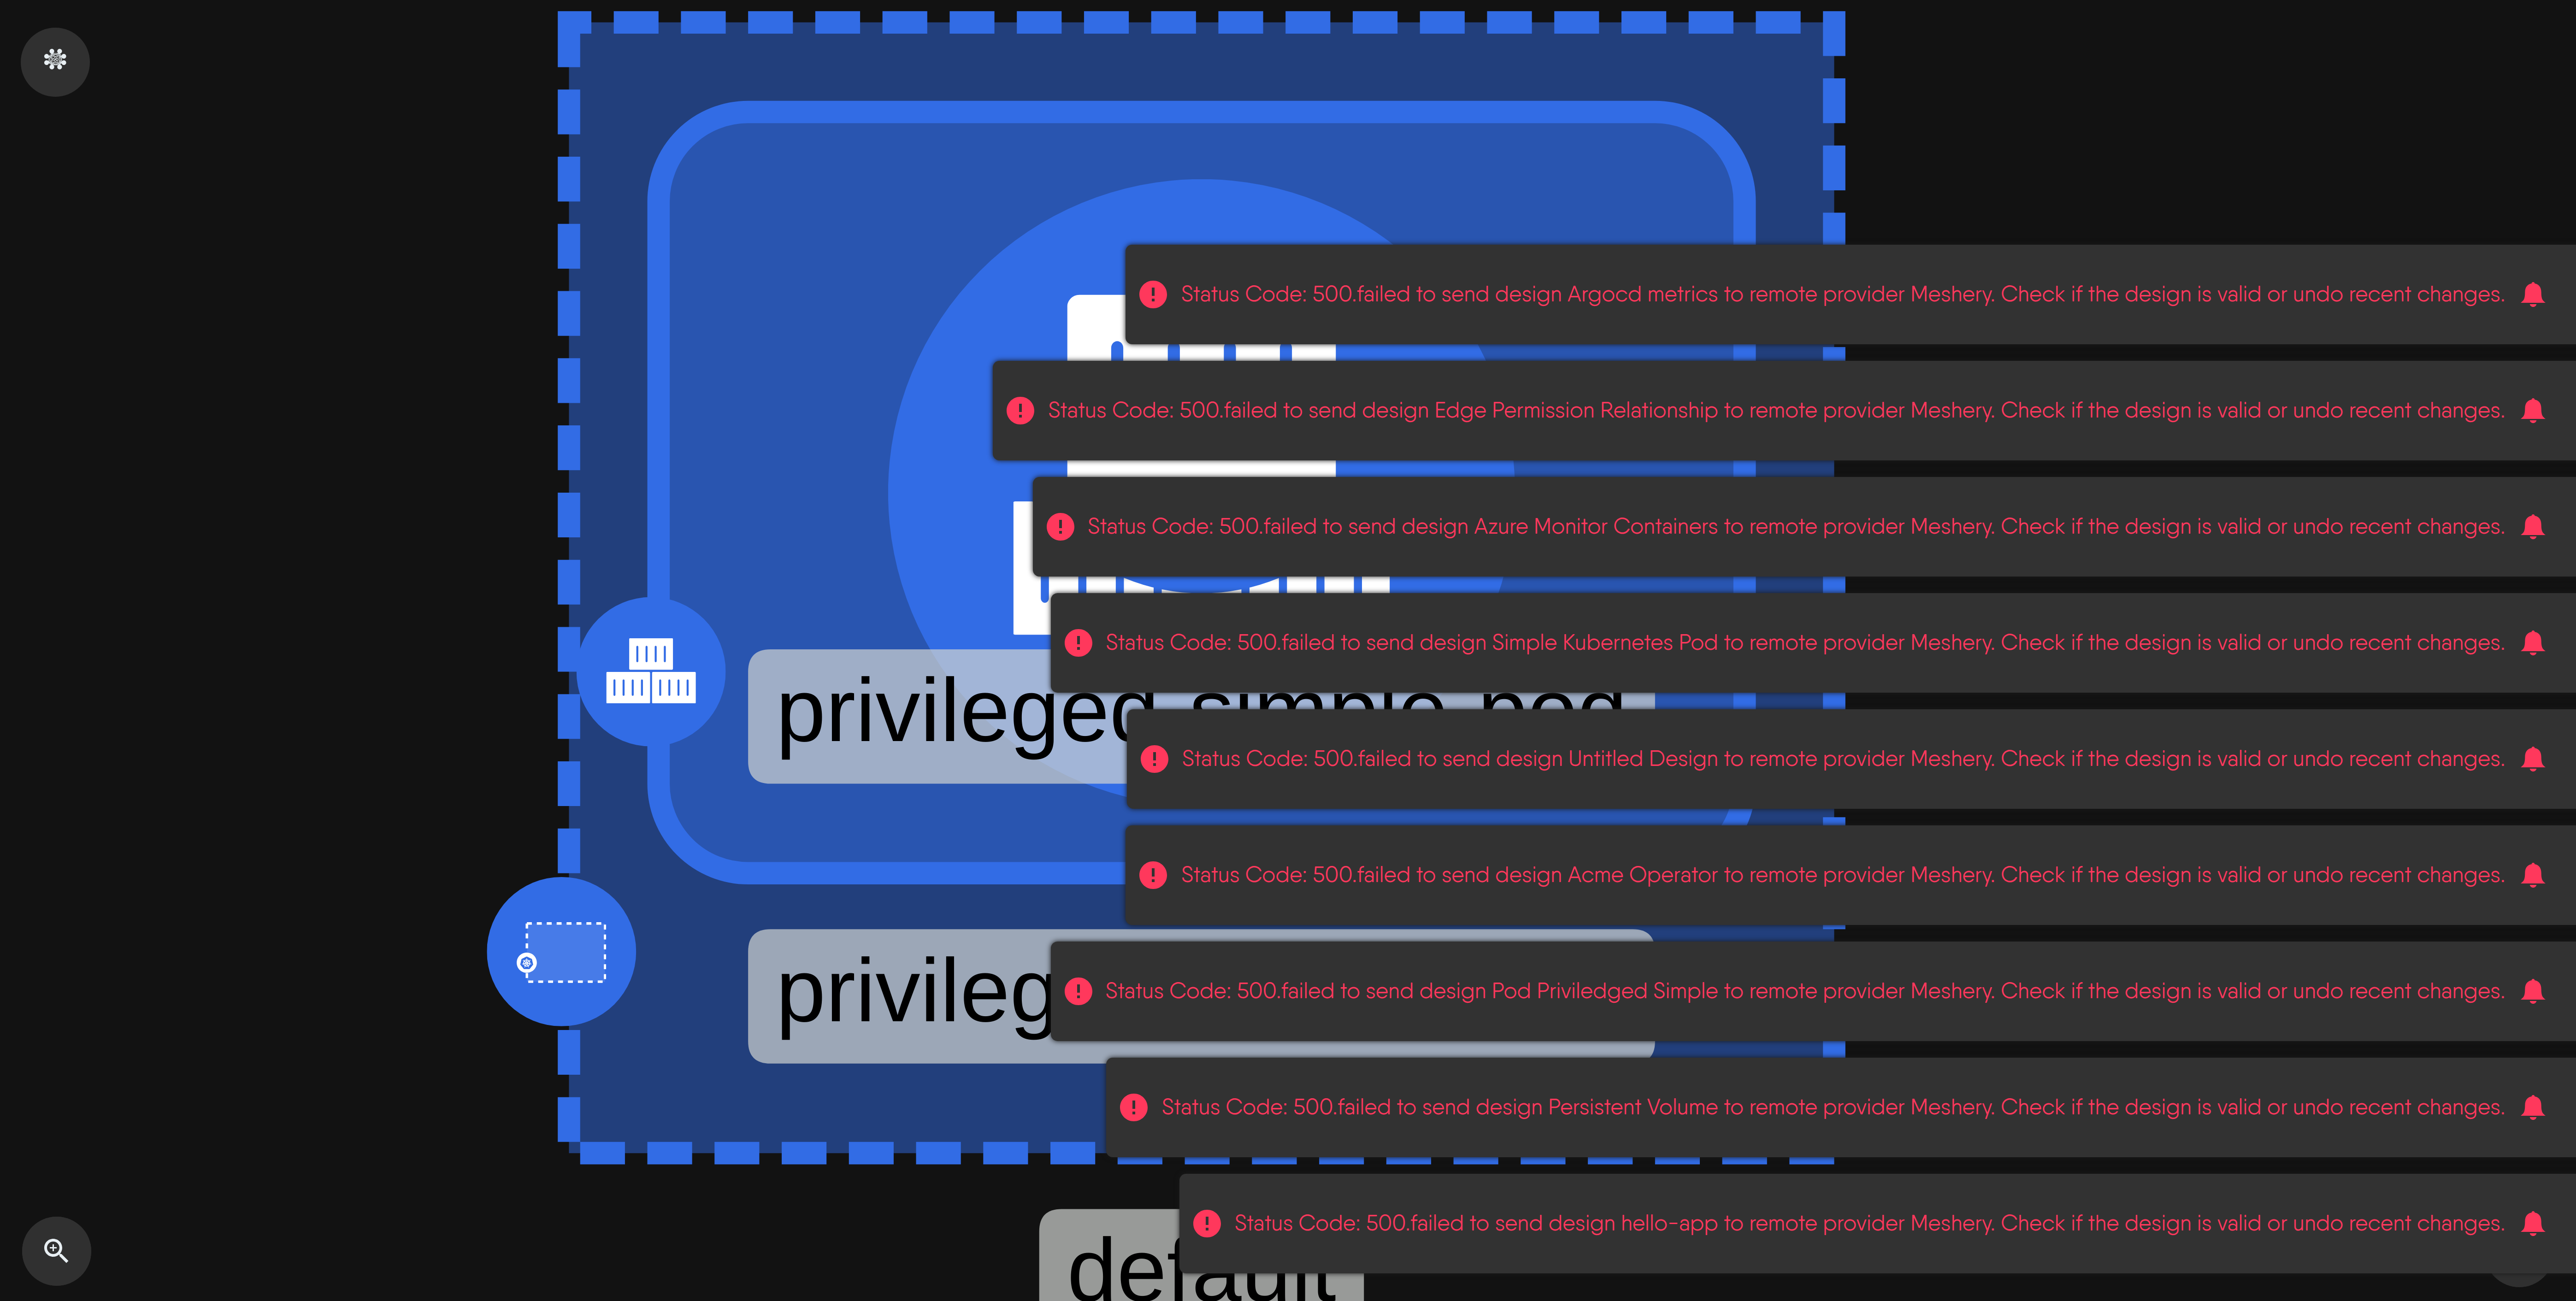 Status Code: 500.failed to send design Argocd metrics to remote provider Meshery. Check if the design is valid or undo recent changes.
Status Code: 500.failed to send design Edge Permission Relationship to remote provider Meshery. Check if the design is valid or undo recent changes.
Status Code: 500.failed to send design Azure Monitor Containers to remote provider Meshery. Check if the design is valid or undo recent changes.
Status Code: 500.failed to send design Simple Kubernetes Pod to remote provider Meshery. Check if the design is valid or undo recent changes.
privileged-simple-pod
Status Code: 500.failed to send design Untitled Design to remote provider Meshery. Check if the design is valid or undo recent changes.
Status Code: 500.failed to send design Acme Operator to remote provider Meshery. Check if the design is valid or undo recent changes.
privileg
Status Code: 500.failed to send design Pod Priviledged Simple to remote provider Meshery. Check if the design is valid or undo recent changes.
Status Code: 500.failed to send design Persistent Volume to remote provider Meshery. Check if the design is valid or undo recent changes.
Status Code: 500.failed to send design hello-app to remote provider Meshery. Check if the design is valid or undo recent changes.
default